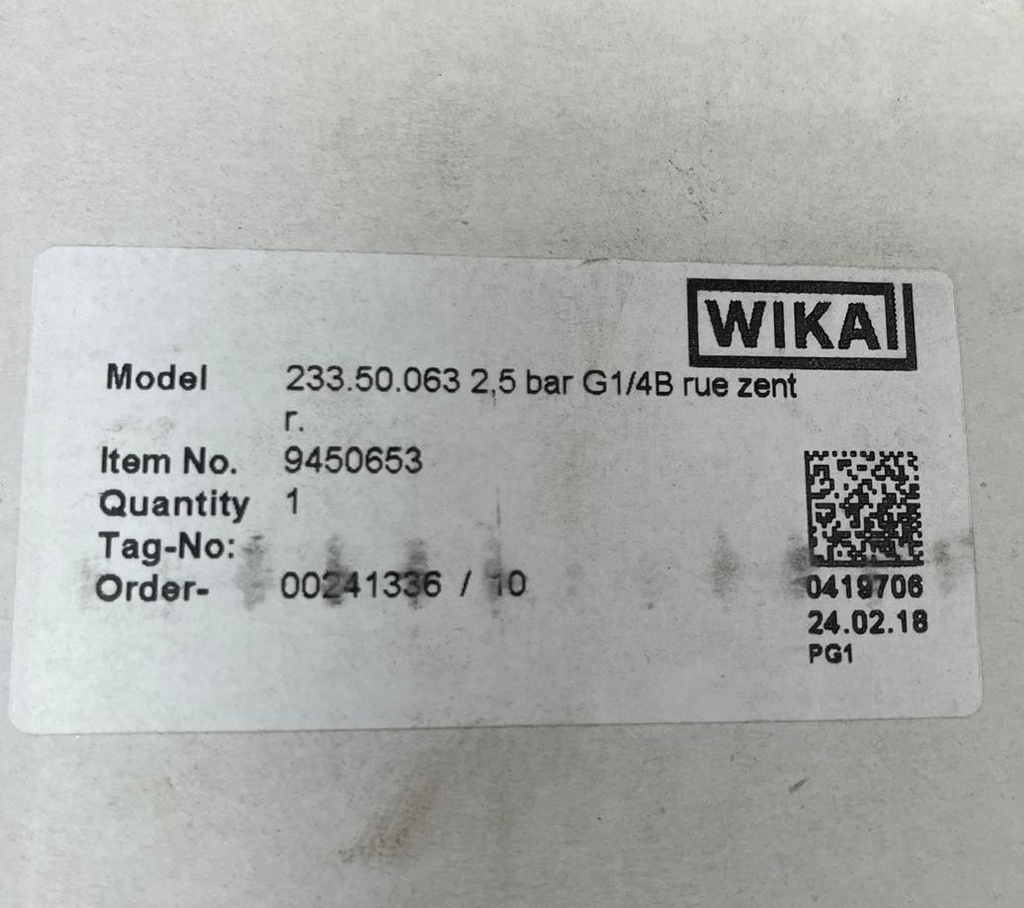 WIKA
Model 233.50.063 2,5 bar G1/4B rue zent
r.
Item No. 9450653
Quantity 1
Tag-No:
Order- 00241336 / 10
0419706
24.02.18
PG1